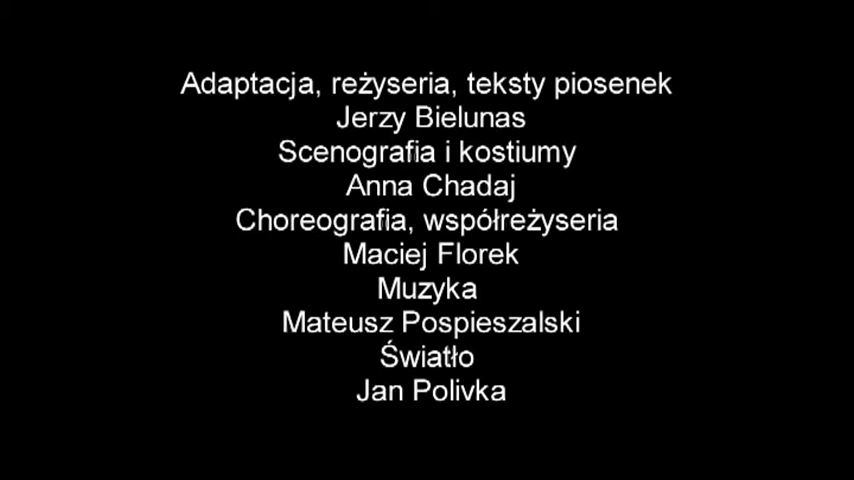 Adaptacja, reżyseria, teksty piosenek
Jerzy Bielunas
Scenografia i kostiumy
Anna Chadaj
Choreografia, współreżyseria
Maciej Florek
Muzyka
Mateusz Pospieszalski
Światło
Jan Polivka